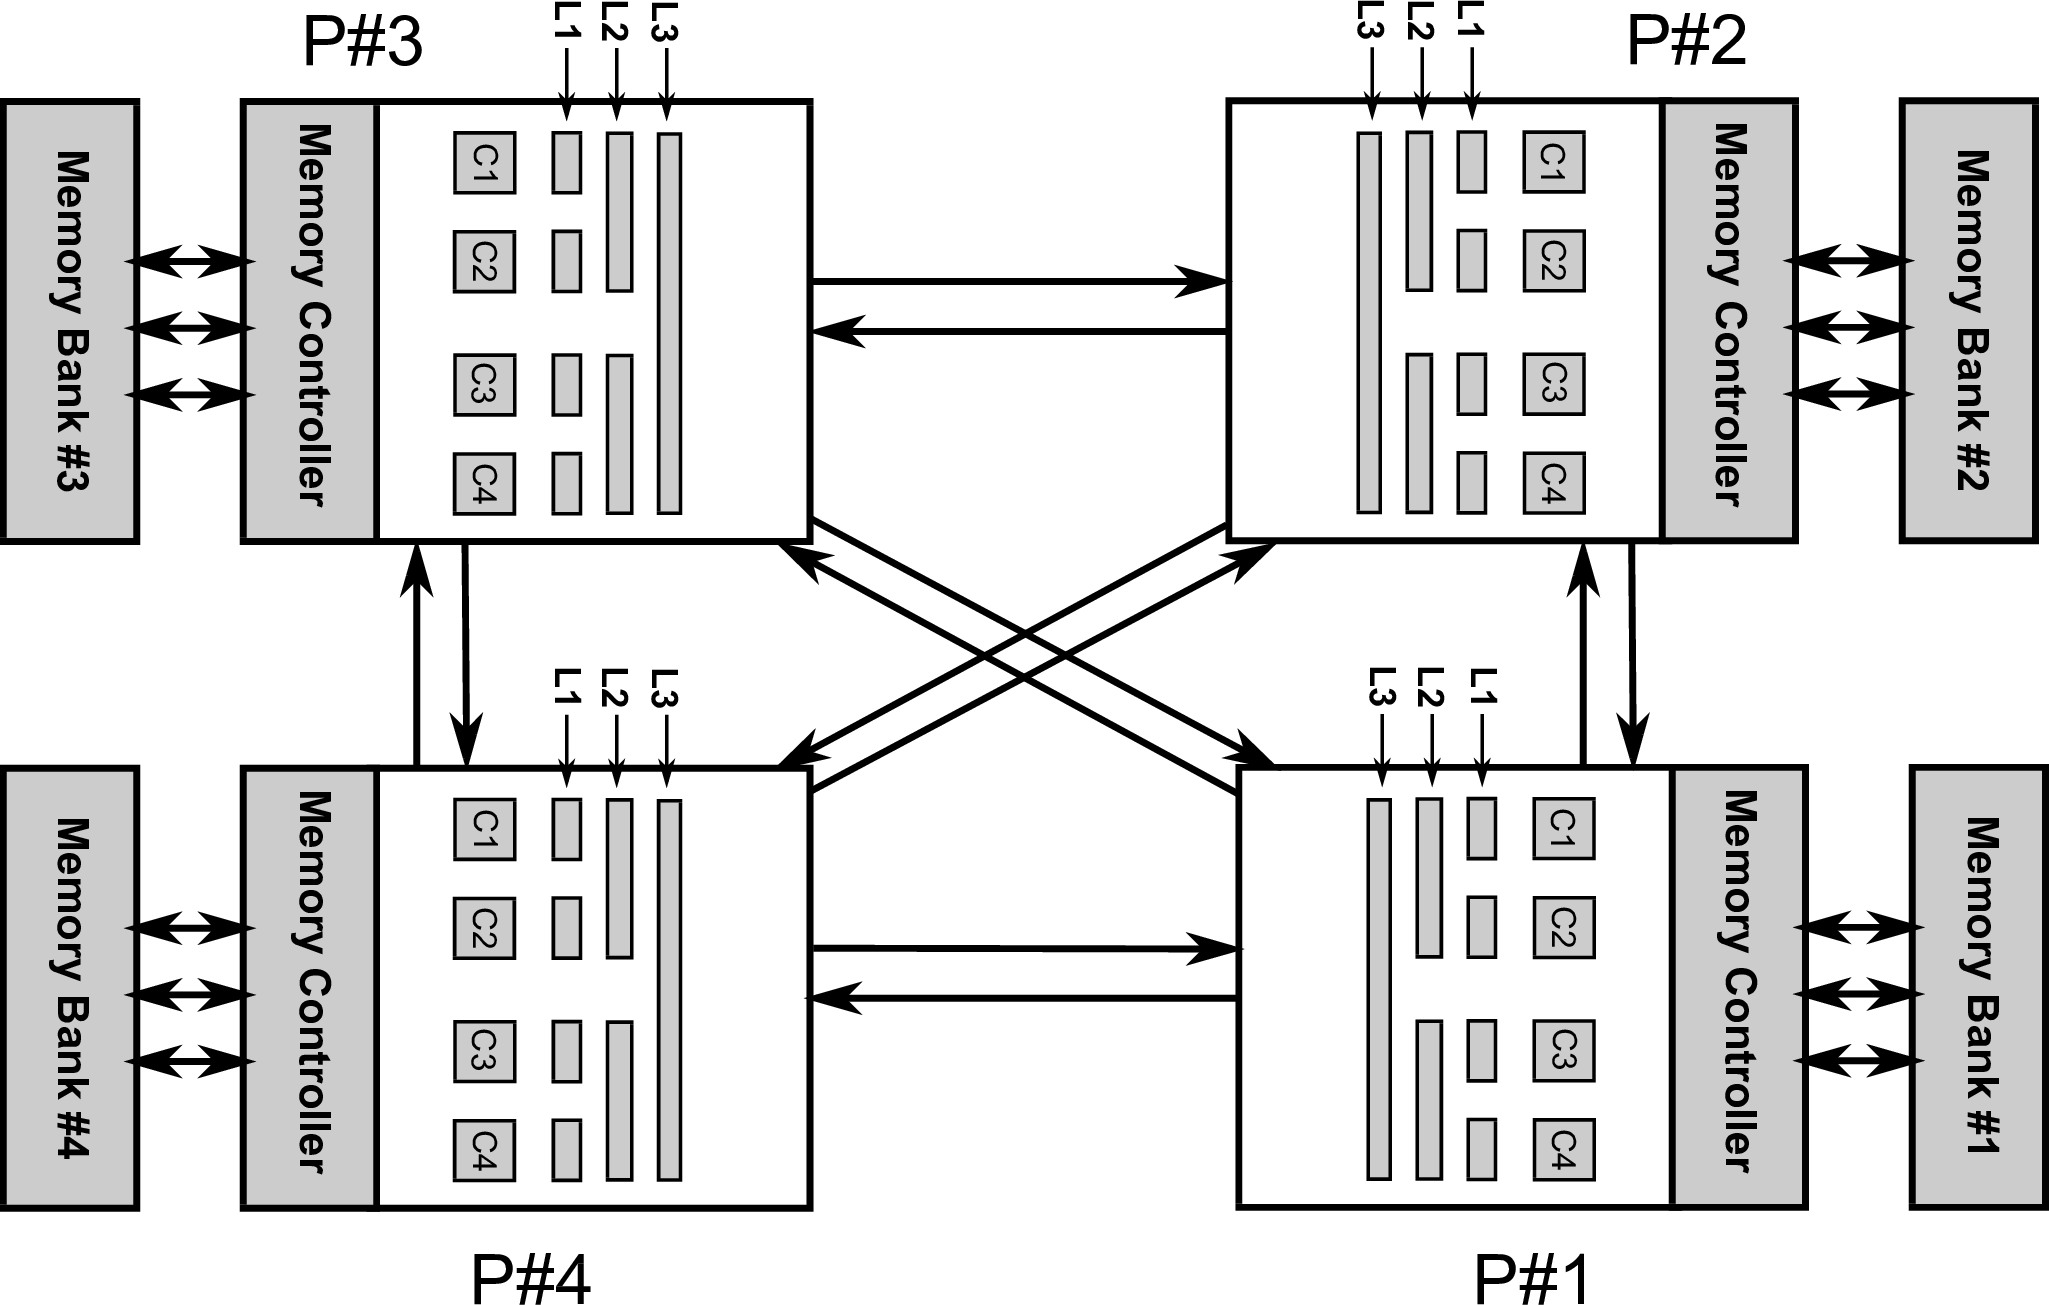 P#3
L1
L2
L3
L3
L2
L1
P#2
Memory Bank #3
Memory Controller
C1
C2
C3
C4
C1
C2
C3
C4
Memory Controller
Memory Bank #2
L1
L2
L3
L3
L2
L1
Memory Bank #4
Memory Controller
C1
C2
C3
C4
C1
C2
C3
C4
Memory Controller
Memory Bank #1
P#4
P#1